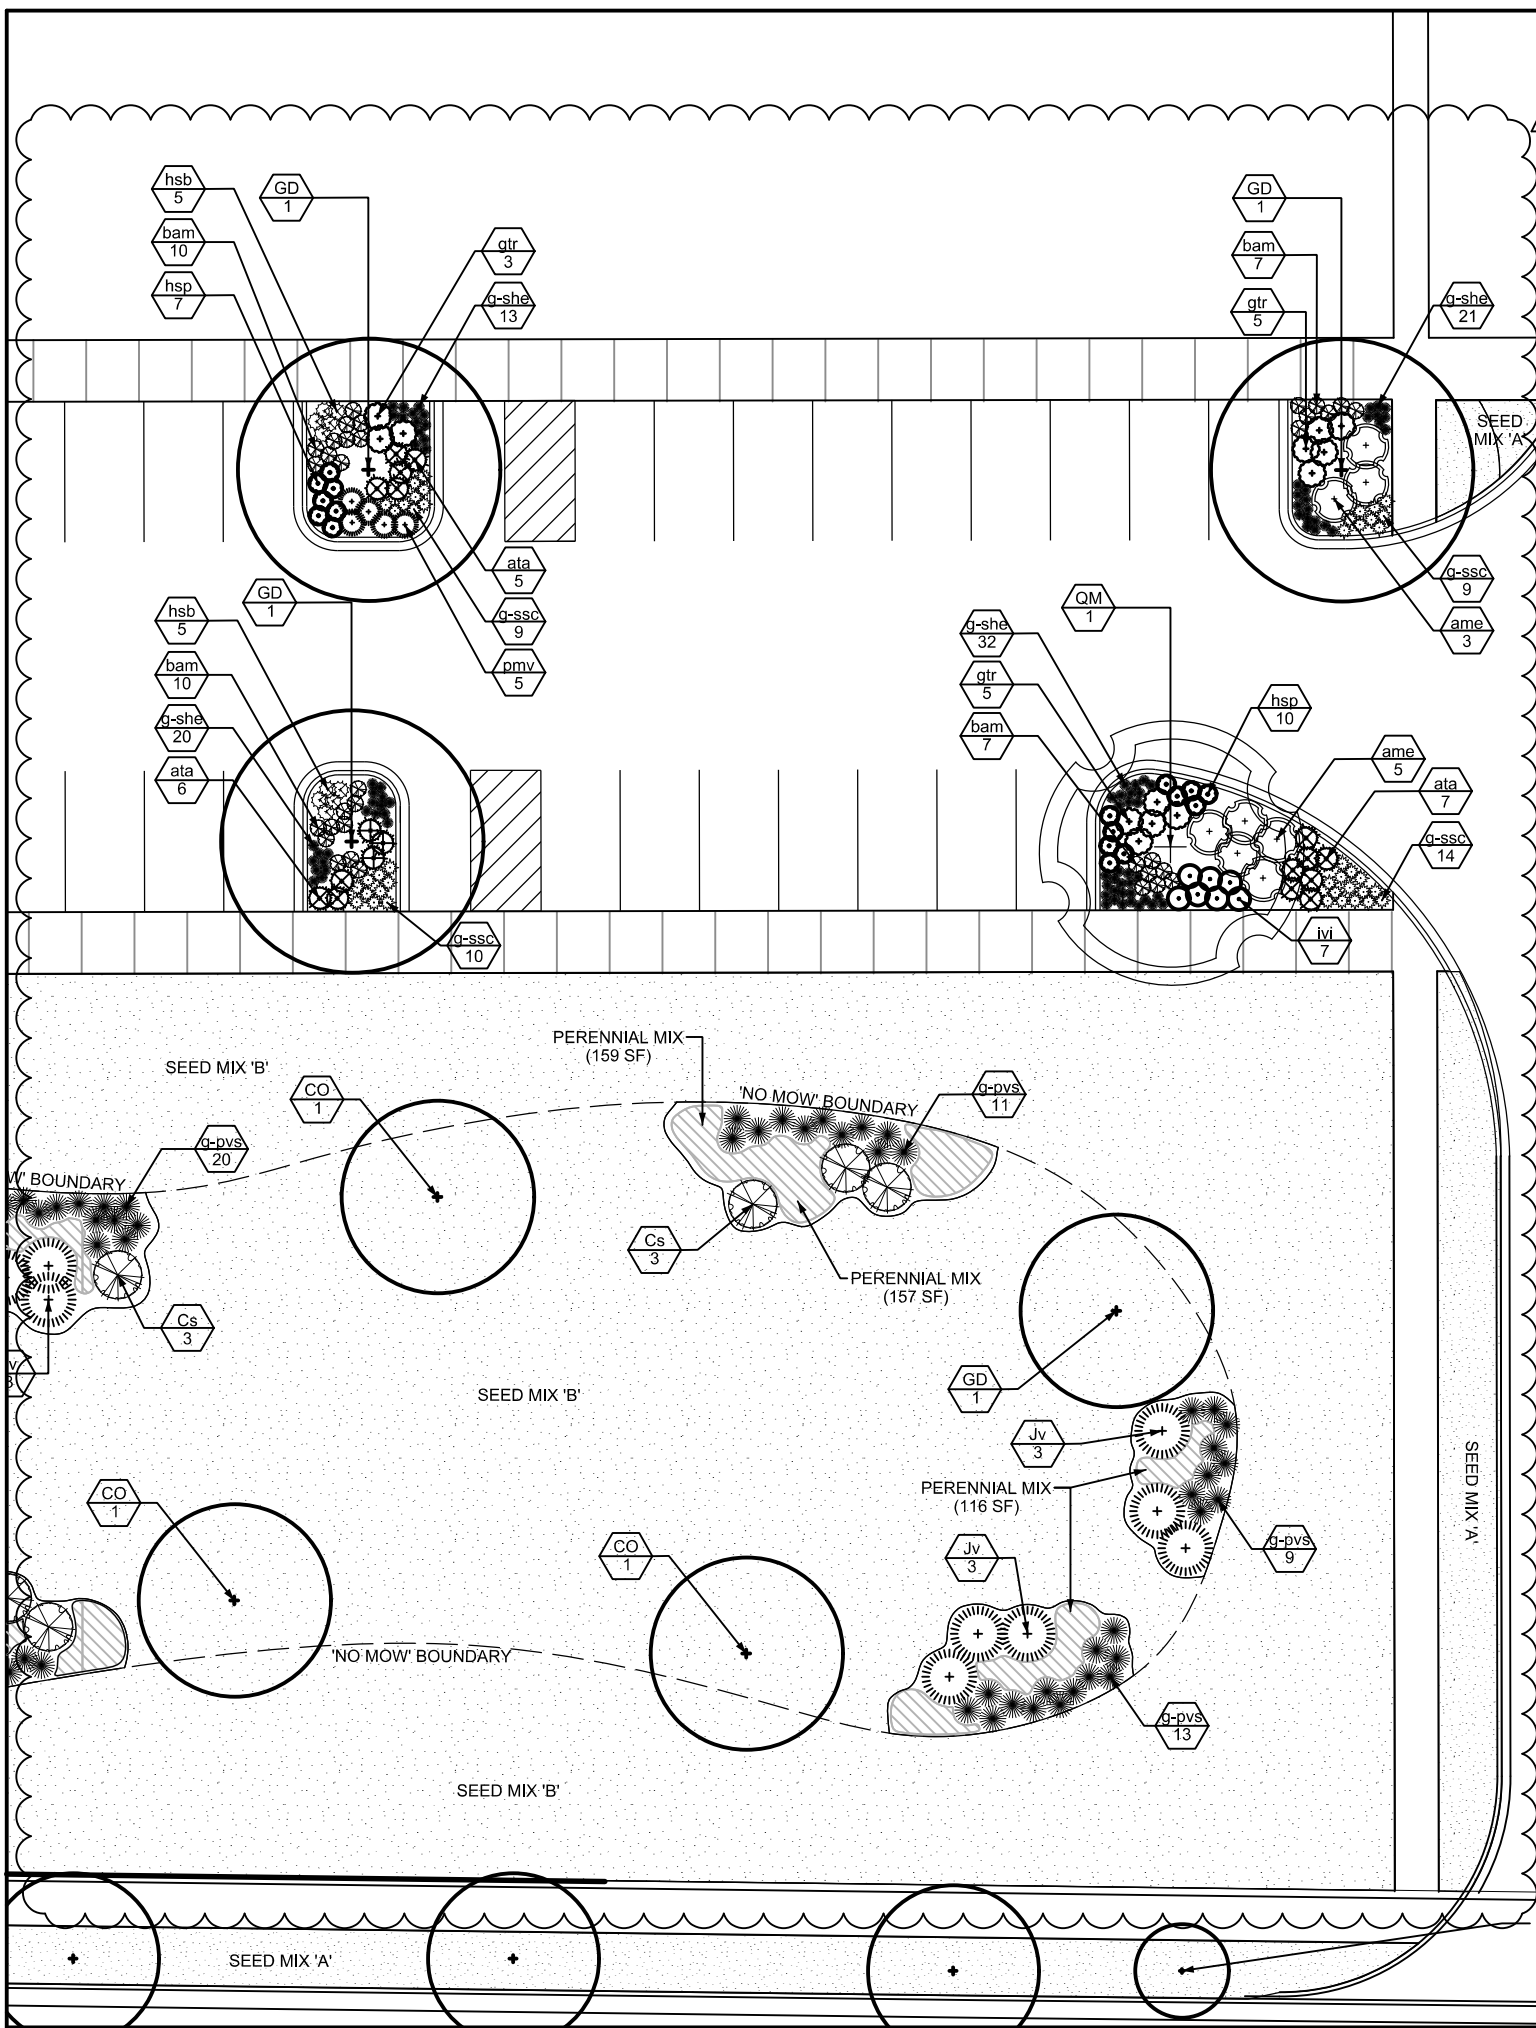 hsb
5
GD
1
bam
10
hsp
7
gtr
3
g-she
13
GD
1
bam
7
gtr
5
g-she
21
SEED
MIX 'A'
ata
5
g-ssc
9
pmv
5
g-ssc
9
ame
3
GD
1
hsb
5
bam
10
g-she
20
ata
6
g-ssc
10
QM
1
g-she
32
gtr
5
bam
7
hsp
10
ame
5
ata
7
g-ssc
14
ivi
7
PERENNIAL MIX
(159 SF)
SEED MIX 'B'
CO
1
'NO MOW' BOUNDARY
g-pvs
11
g-pvs
20
W' BOUNDARY
Cs
3
PERENNIAL MIX
(157 SF)
Cs
3
v
3
SEED MIX 'B'
GD
1
Jv
3
PERENNIAL MIX
(116 SF)
SEED MIX 'A'
CO
1
CO
1
Jv
3
g-pvs
9
'NO MOW' BOUNDARY
g-pvs
13
SEED MIX 'B'
SEED MIX 'A'